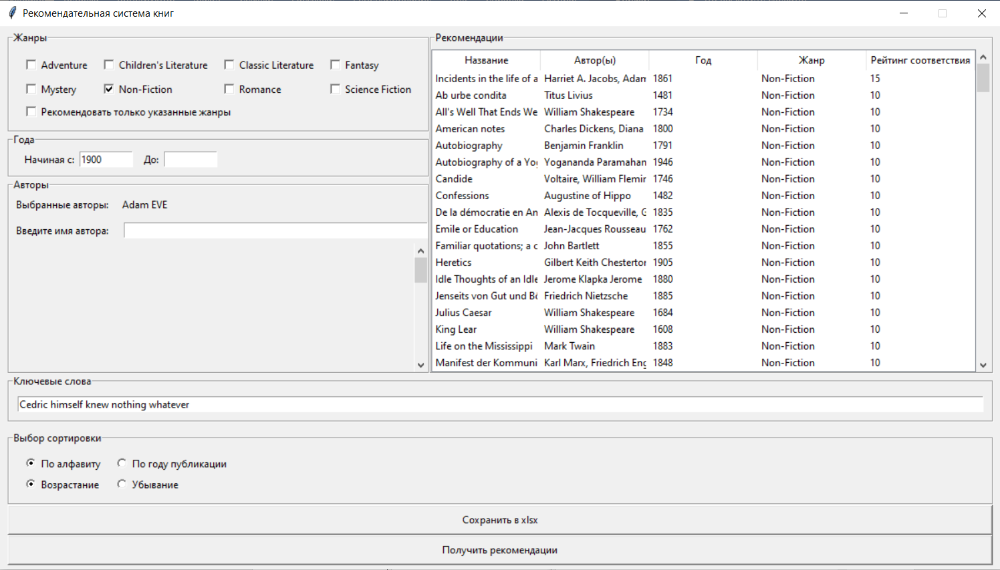 Рекомендательная система книг
Жанры
Adventure Children's Literature Classic Literature Fantasy
Mystery Non-Fiction Romance Science Fiction
Рекомендовать только указанные жанры
Года
Начиная с: 1900 До:
Авторы
Выбранные авторы: Adam EVE
Введите имя автора:
Рекомендации
Название Автор(ы) Год Жанр Рейтинг соответствия
Incidents in the life of a Harriet A. Jacobs, Adam 1861 Non-Fiction 15
Ab urbe condita Titus Livius 1481 Non-Fiction 10
All's Well That Ends We William Shakespeare 1734 Non-Fiction 10
American notes Charles Dickens, Diana 1800 Non-Fiction 10
Autobiography Benjamin Franklin 1791 Non-Fiction 10
Autobiography of a Yog Yogananda Paramahan 1946 Non-Fiction 10
Candide Voltaire, William Flemin 1746 Non-Fiction 10
Confessions Augustine of Hippo 1482 Non-Fiction 10
De la démocratie en Am Alexis de Tocqueville, G 1835 Non-Fiction 10
Emile or Education Jean-Jacques Rousseau 1762 Non-Fiction 10
Familiar quotations; a c John Bartlett 1855 Non-Fiction 10
Heretics Gilbert Keith Chesterton 1905 Non-Fiction 10
Idle Thoughts of an Idle Jerome Klapka Jerome 1880 Non-Fiction 10
Jenseits von Gut und Bö Friedrich Nietzsche 1885 Non-Fiction 10
Julius Caesar William Shakespeare 1684 Non-Fiction 10
King Lear William Shakespeare 1608 Non-Fiction 10
Life on the Mississippi Mark Twain 1883 Non-Fiction 10
Manifest der Kommuni Karl Marx, Friedrich Eng 1848 Non-Fiction 10
Ключевые слова
Cedric himself knew nothing whatever
Выбор сортировки
По алфавиту По году публикации
Возрастание Убывание
Сохранить в xlsx
Получить рекомендации